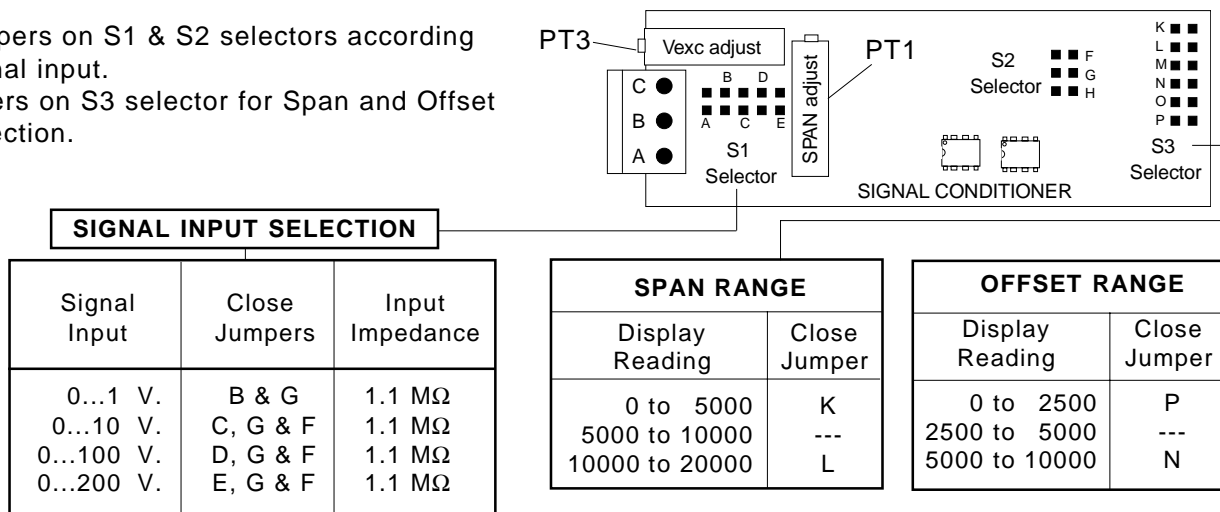 pers on S1 & S2 selectors according
nal input.
ers on S3 selector for Span and Offset
ection.
PT3
Vexc adjust
SPAN adjust
PT1
C
B
A
B D
A C E
S1
Selector
S2
Selector
F
G
H
K
L
M
N
O
P
S3
Selector
SIGNAL CONDITIONER
SIGNAL INPUT SELECTION
Signal Input Close Jumpers Input Impedance
0...1 V. B & G 1.1 MΩ
0...10 V. C, G & F 1.1 MΩ
0...100 V. D, G & F 1.1 MΩ
0...200 V. E, G & F 1.1 MΩ
SPAN RANGE
Display Reading Close Jumper
0 to 5000 K
5000 to 10000 ---
10000 to 20000 L
OFFSET RANGE
Display Reading Close Jumper
0 to 2500 P
2500 to 5000 ---
5000 to 10000 N